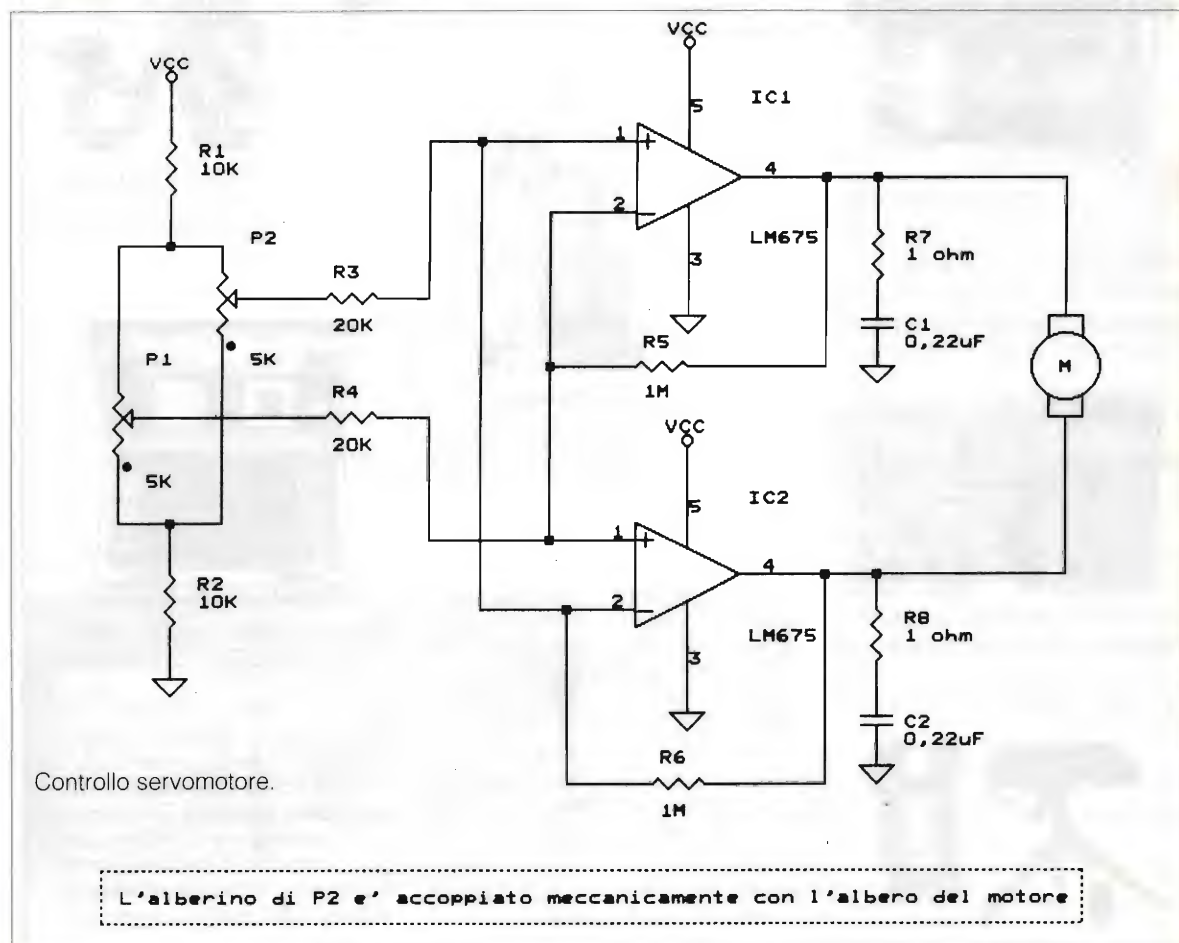 VCC
R1
10K
P2
R3
20K
P1
5K
R4
20K
5K
R2
10K
VCC
IC1
5
1
+
4
2
−
3
LM675
R5
1M
R7
1 ohm
C1
0,22uF
M
VCC
IC2
5
1
+
4
2
−
3
LM675
R6
1M
R8
1 ohm
C2
0,22uF
Controllo servomotore.
L'alberino di P2 e' accoppiato meccanicamente con l'albero del motore